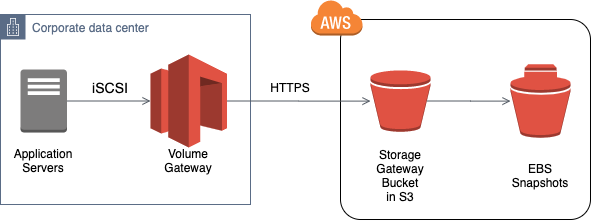 AWS
Corporate data center
iSCSI
HTTPS
Application
Servers
Volume
Gateway
Storage
Gateway
Bucket
in S3
EBS
Snapshots